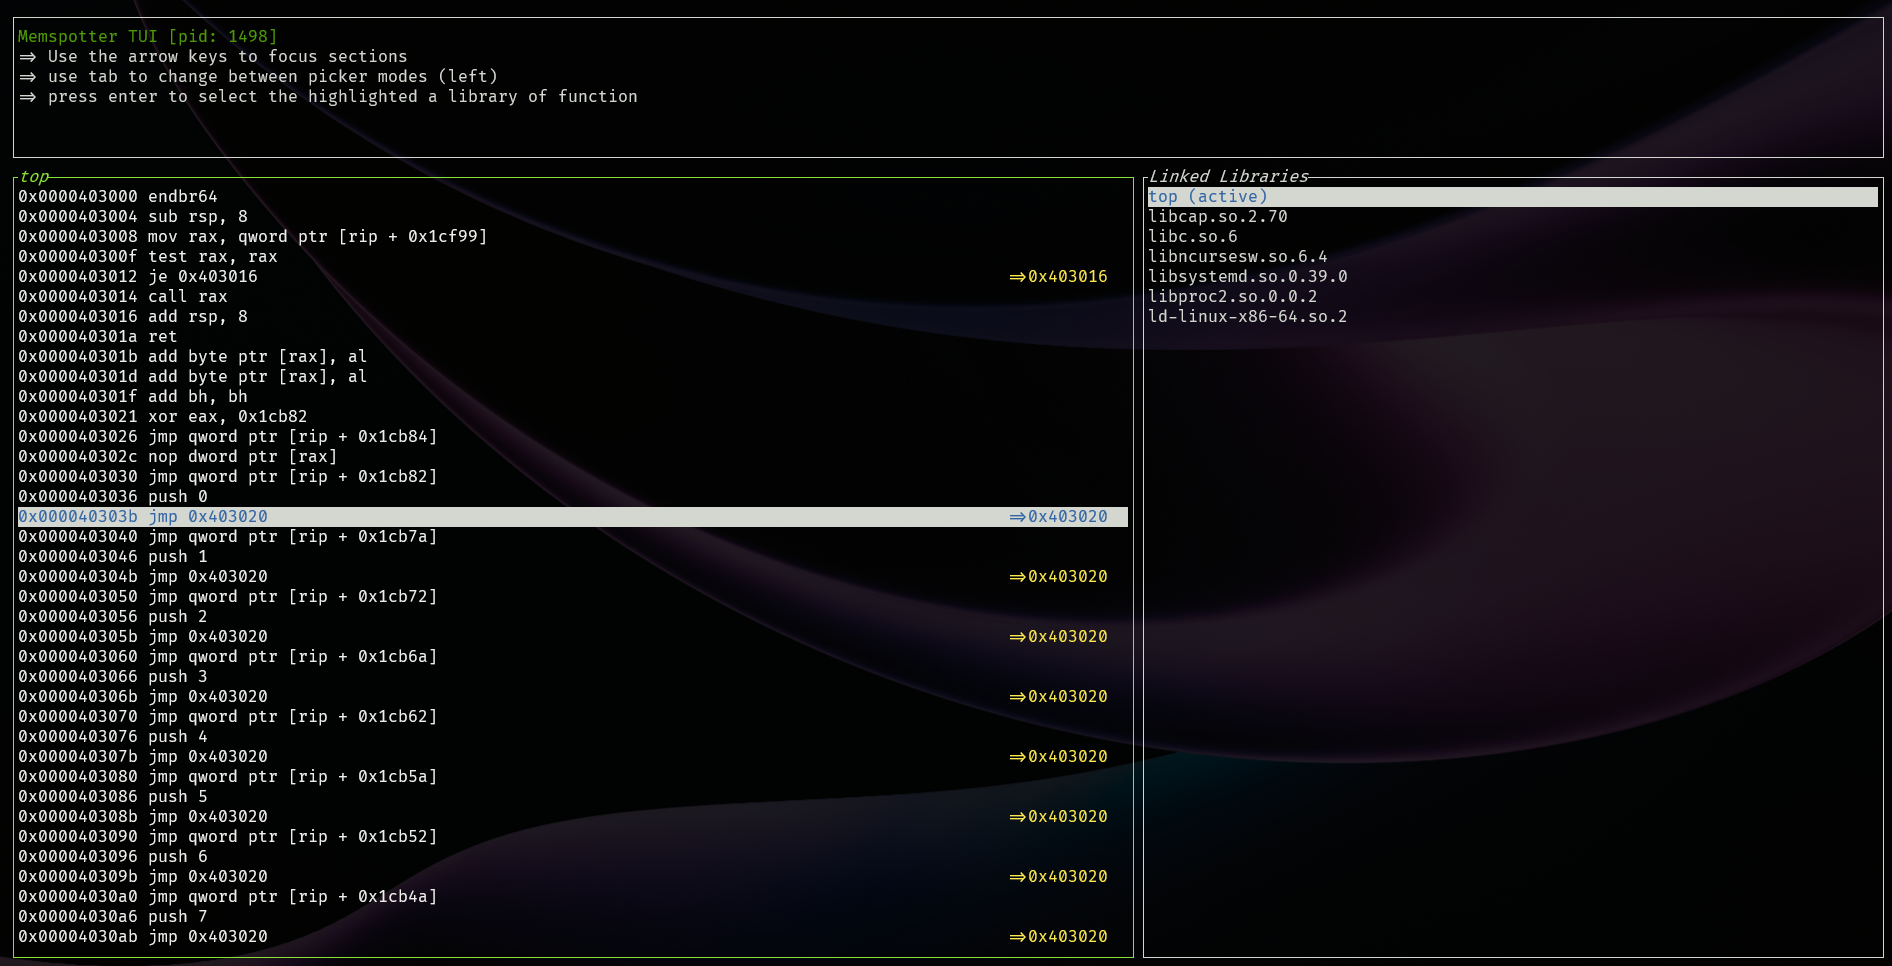 Memspotter TUI [pid: 1498]
⇒ Use the arrow keys to focus sections
⇒ use tab to change between picker modes (left)
⇒ press enter to select the highlighted a library of function
top
0x0000403000 endbr64
0x0000403004 sub rsp, 8
0x0000403008 mov rax, qword ptr [rip + 0x1cf99]
0x000040300f test rax, rax
0x0000403012 je 0x403016 ⇒0x403016
0x0000403014 call rax
0x0000403016 add rsp, 8
0x000040301a ret
0x000040301b add byte ptr [rax], al
0x000040301d add byte ptr [rax], al
0x000040301f add bh, bh
0x0000403021 xor eax, 0x1cb82
0x0000403026 jmp qword ptr [rip + 0x1cb84]
0x000040302c nop dword ptr [rax]
0x0000403030 jmp qword ptr [rip + 0x1cb82]
0x0000403036 push 0
0x000040303b jmp 0x403020 ⇒0x403020
0x0000403040 jmp qword ptr [rip + 0x1cb7a]
0x0000403046 push 1
0x000040304b jmp 0x403020 ⇒0x403020
0x0000403050 jmp qword ptr [rip + 0x1cb72]
0x0000403056 push 2
0x000040305b jmp 0x403020 ⇒0x403020
0x0000403060 jmp qword ptr [rip + 0x1cb6a]
0x0000403066 push 3
0x000040306b jmp 0x403020 ⇒0x403020
0x0000403070 jmp qword ptr [rip + 0x1cb62]
0x0000403076 push 4
0x000040307b jmp 0x403020 ⇒0x403020
0x0000403080 jmp qword ptr [rip + 0x1cb5a]
0x0000403086 push 5
0x000040308b jmp 0x403020 ⇒0x403020
0x0000403090 jmp qword ptr [rip + 0x1cb52]
0x0000403096 push 6
0x000040309b jmp 0x403020 ⇒0x403020
0x00004030a0 jmp qword ptr [rip + 0x1cb4a]
0x00004030a6 push 7
0x00004030ab jmp 0x403020 ⇒0x403020
Linked Libraries
top (active)
libcap.so.2.70
libc.so.6
libncursesw.so.6.4
libsystemd.so.0.39.0
libproc2.so.0.0.2
ld-linux-x86-64.so.2